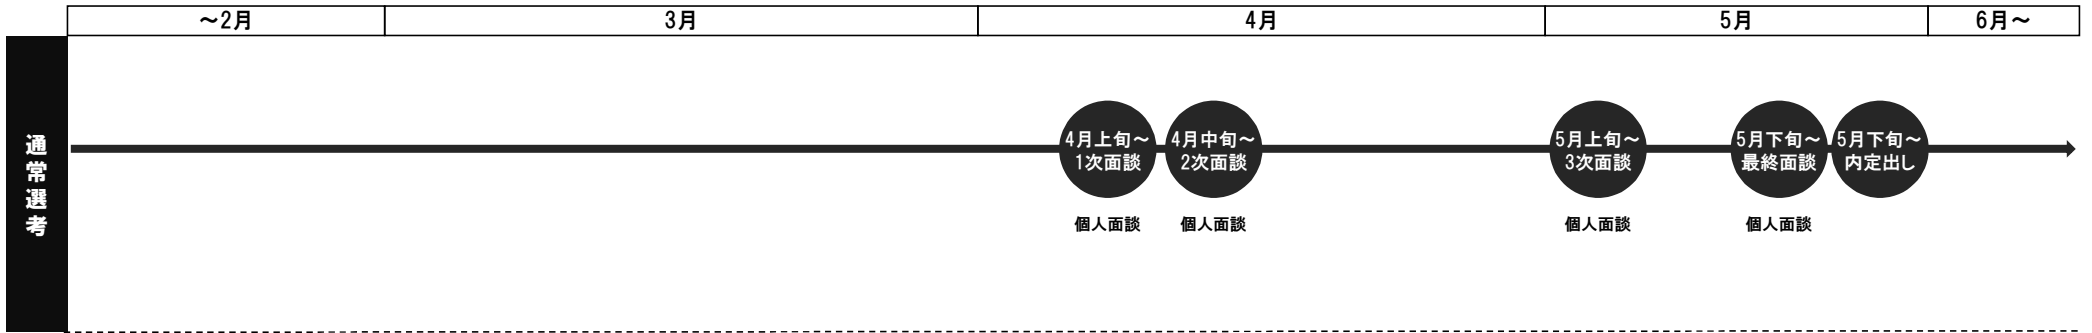 ～2月
3月
4月
5月
6月～
通常選考
4月上旬～
1次面談
4月中旬～
2次面談
5月上旬～
3次面談
5月下旬～
最終面談
5月下旬～
内定出し
個人面談
個人面談
個人面談
個人面談